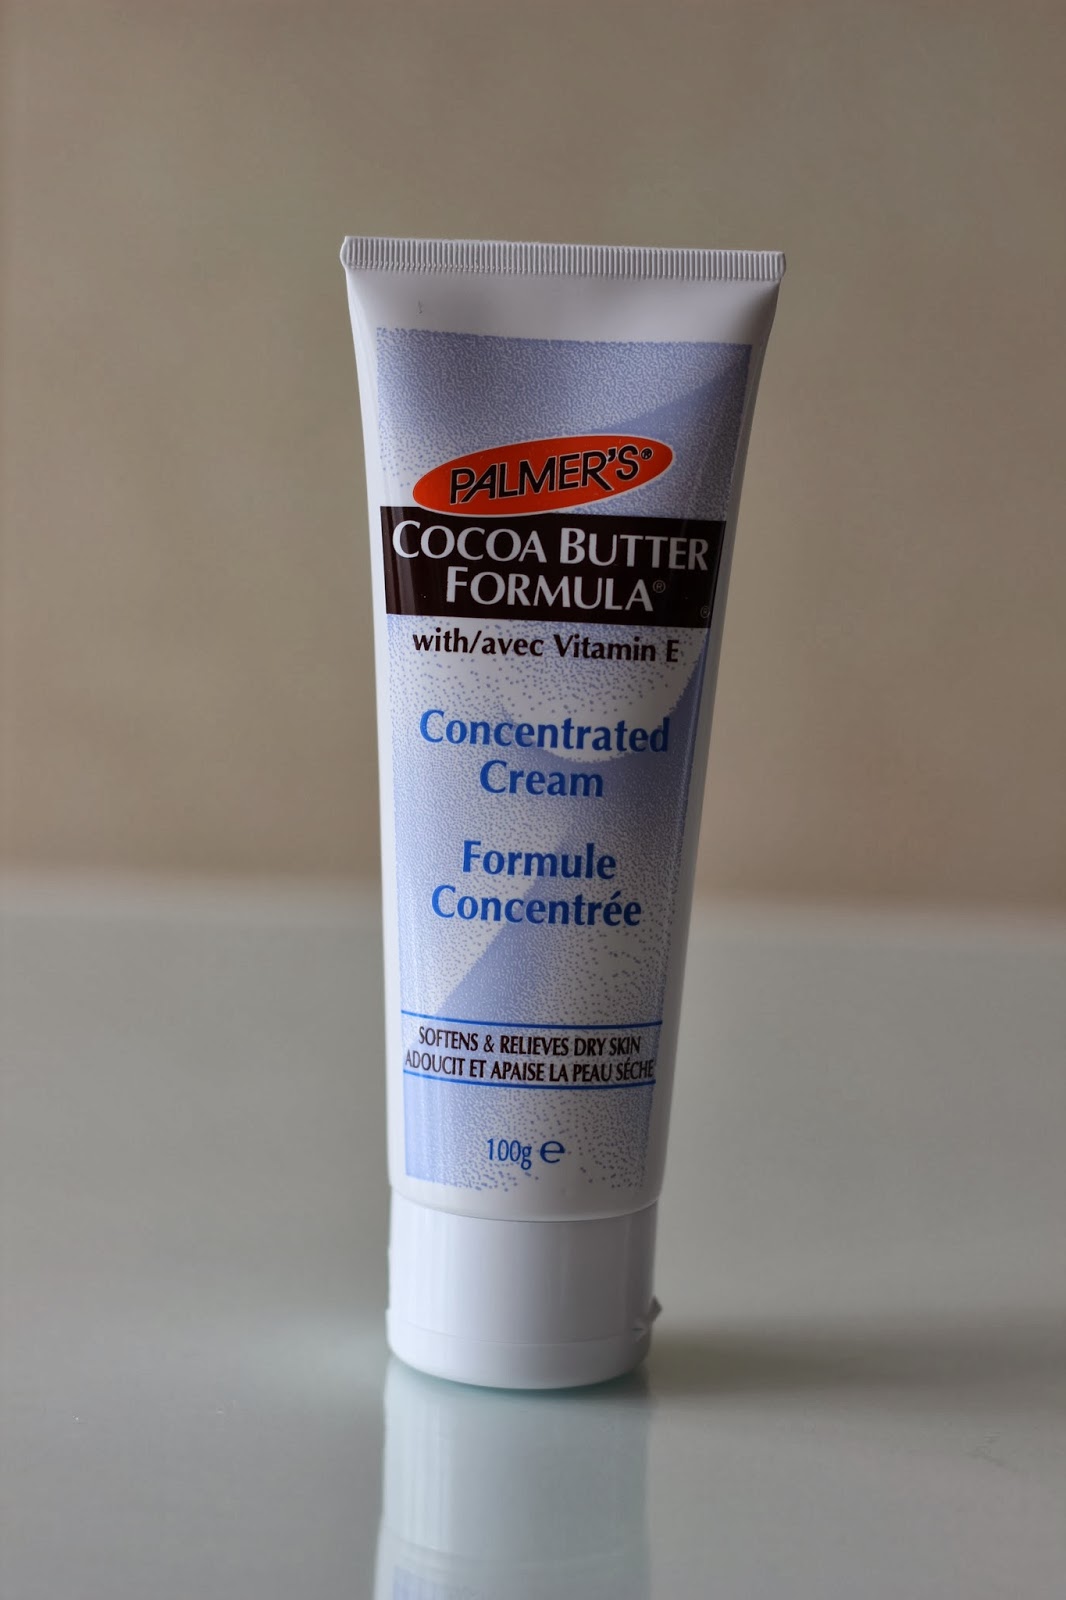 PALMER'S®
COCOA BUTTER
FORMULA®
®
with/avec Vitamin E
Concentrated
Cream
Formule
Concentrée
SOFTENS & RELIEVES DRY SKIN
ADOUCIT ET APAISE LA PEAU SÉCHE
100g ℮